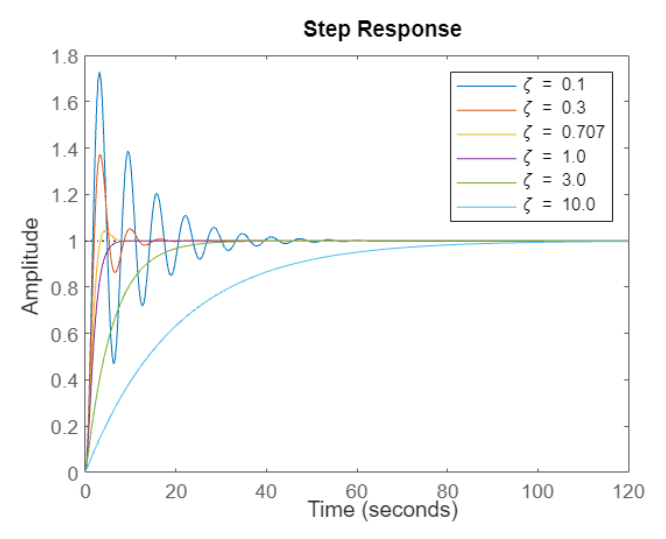 Step Response
1.8
1.6
1.4
1.2
1
0.8
0.6
0.4
0.2
0
Amplitude
ζ = 0.1
ζ = 0.3
ζ = 0.707
ζ = 1.0
ζ = 3.0
ζ = 10.0
0 20 40 60 80 100 120
Time (seconds)